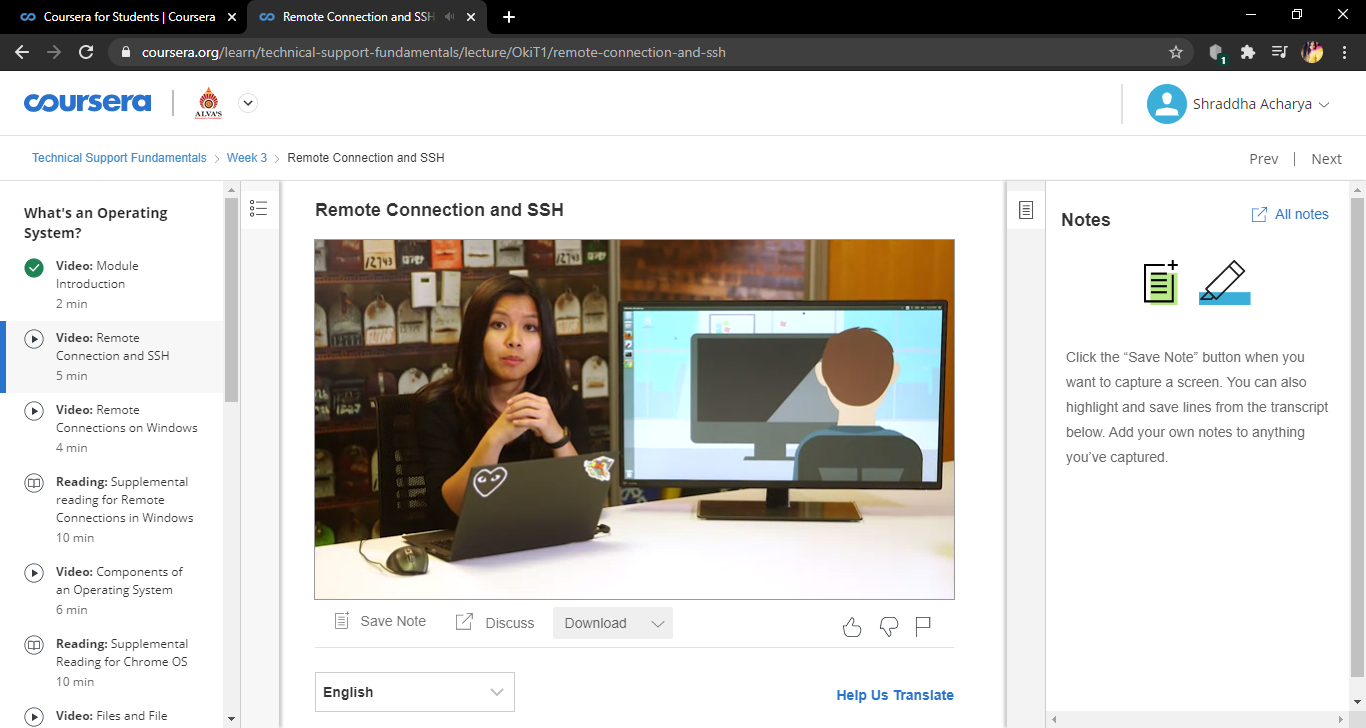 Coursera for Students | Coursera
Remote Connection and SSH
coursera.org/learn/technical-support-fundamentals/lecture/OkiT1/remote-connection-and-ssh
1
coursera
ALVA'S
Shraddha Acharya
Technical Support Fundamentals > Week 3 > Remote Connection and SSH
Prev | Next
What's an Operating
System?
Video: Module
Introduction
2 min
Video: Remote
Connection and SSH
5 min
Video: Remote
Connections on Windows
4 min
Reading: Supplemental
reading for Remote
Connections in Windows
10 min
Video: Components of
an Operating System
6 min
Reading: Supplemental
Reading for Chrome OS
10 min
Video: Files and File
Remote Connection and SSH
12743
Save Note
Discuss
Download
English
Help Us Translate
Notes
All notes
Click the “Save Note” button when you
want to capture a screen. You can also
highlight and save lines from the transcript
below. Add your own notes to anything
you’ve captured.